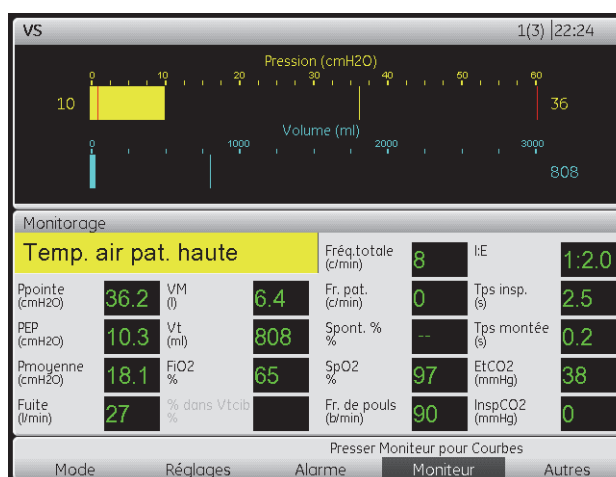 VS 1(3) |22:24
Pression (cmH2O)
0 10 20 30 40 50 60
10 36
Volume (ml)
0 1000 2000 3000
808
Monitorage
Temp. air pat. haute Fréq.totale (c/min) 8 I:E 1:2.0
Ppointe (cmH2O) 36.2 VM (l) 6.4 Fr. pat. (c/min) 0 Tps insp. (s) 2.5
PEP (cmH2O) 10.3 Vt (ml) 808 Spont. % % -- Tps montée (s) 0.2
Pmoyenne (cmH2O) 18.1 FiO2 % 65 SpO2 % 97 EtCO2 (mmHg) 38
Fuite (l/min) 27 % dans Vtcib % Fr. de pouls (b/min) 90 InspCO2 (mmHg) 0
Presser Moniteur pour Courbes
Mode Réglages Alarme Moniteur Autres